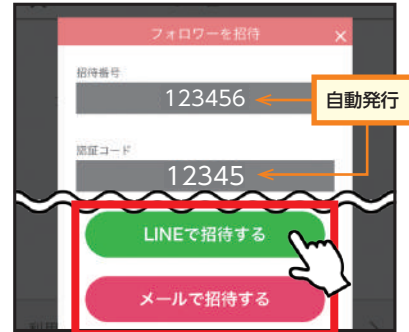 フォロワーを招待 ×
招待番号
123456
自動発行
認証コード
12345
LINEで招待する
メールで招待する